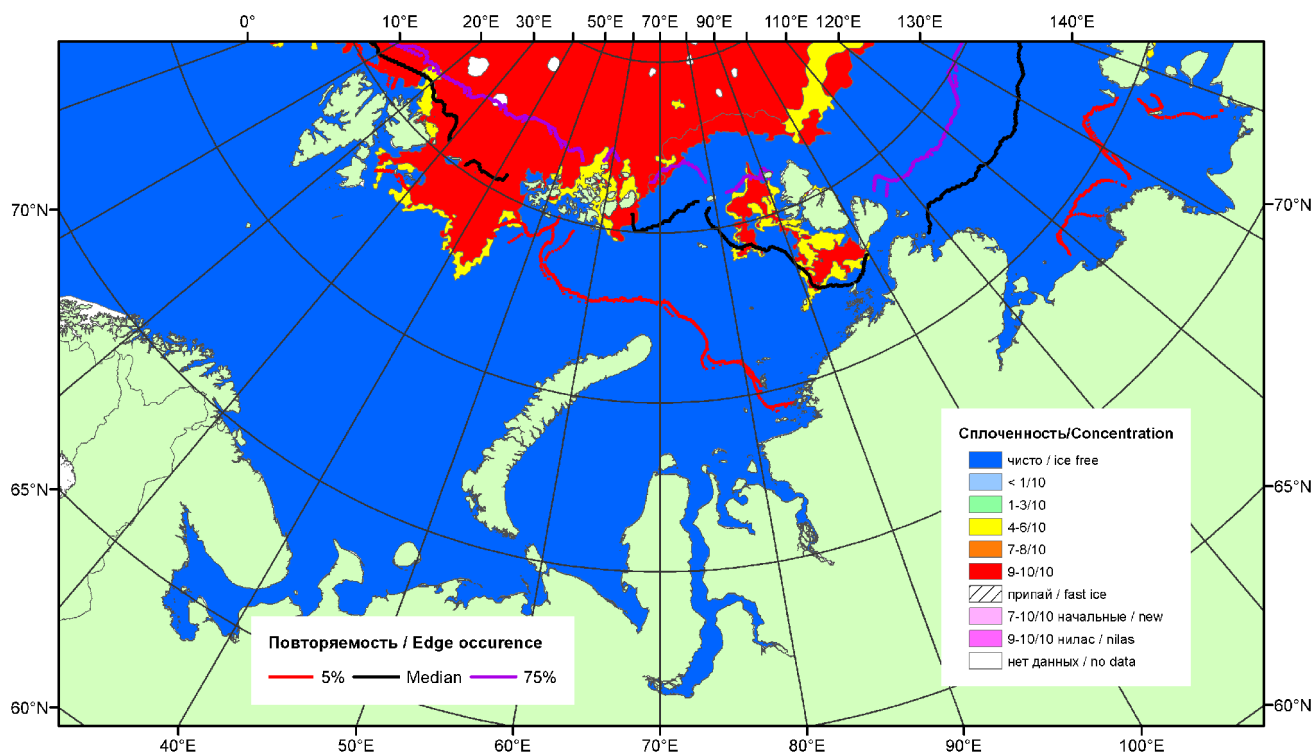 0° 10°E 20°E 30°E 50°E 70°E 90°E 110°E 120°E 130°E 140°E
70°N 70°N
65°N 65°N
60°N 60°N
Сплоченность/Concentration
чисто / ice free
< 1/10
1-3/10
4-6/10
7-8/10
9-10/10
припай / fast ice
7-10/10 начальные / new
9-10/10 нилас / nilas
нет данных / no data
Повторяемость / Edge occurence
5% Median 75%
40°E 50°E 60°E 70°E 80°E 90°E 100°E